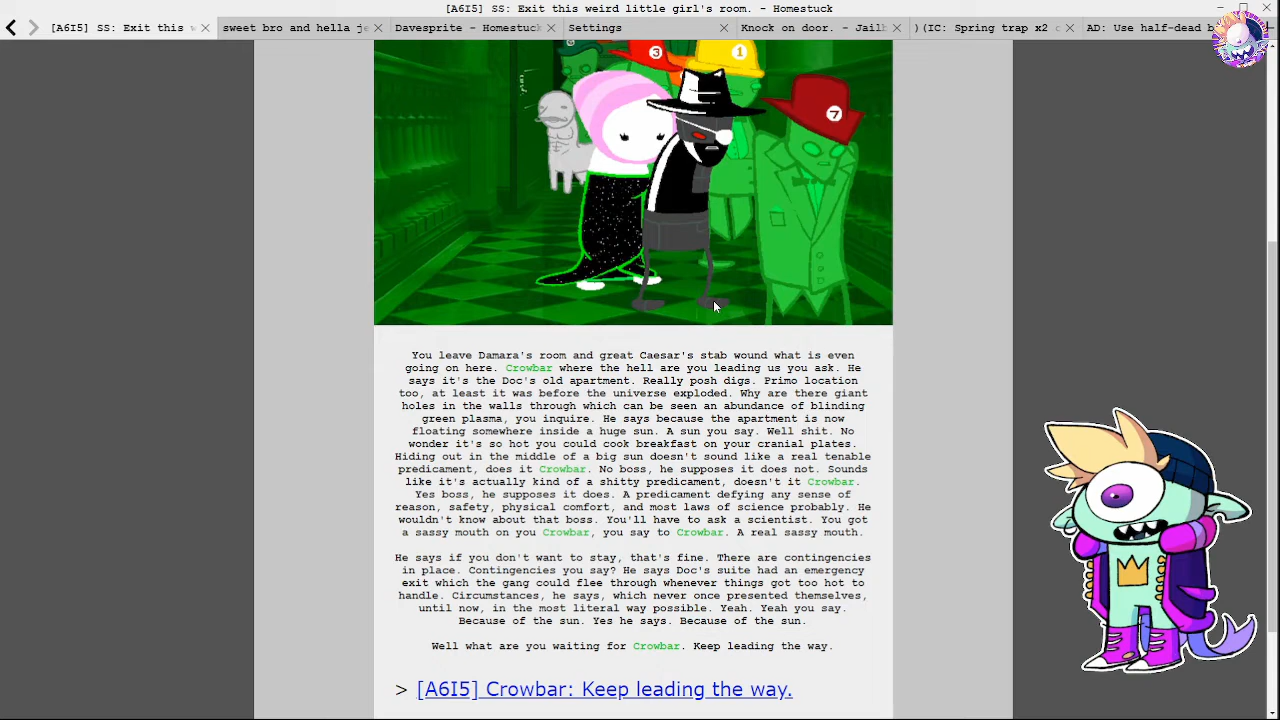 [A6I5] SS: Exit this weird little girl's room. - Homestuck
[A6I5] SS: Exit this w
sweet bro and hella je
Davesprite - Homestuck
Settings
Knock on door. - Jailb
)(IC: Spring trap x2 c
AD: Use half-dead b
3
1
7
You leave Damara's room and great Caesar's stab wound what is even
going on here. Crowbar where the hell are you leading us you ask. He
says it's the Doc's old apartment. Really posh digs. Primo location
too, at least it was before the universe exploded. Why are there giant
holes in the walls through which can be seen an abundance of blinding
green plasma, you inquire. He says because the apartment is now
floating somewhere inside a huge sun. A sun you say. Well shit. No
wonder it's so hot you could cook breakfast on your cranial plates.
Hiding out in the middle of a big sun doesn't sound like a real tenable
predicament, does it Crowbar. No boss, he supposes it does not. Sounds
like it's actually kind of a shitty predicament, doesn't it Crowbar.
Yes boss, he supposes it does. A predicament defying any sense of
reason, safety, physical comfort, and most laws of science probably. He
wouldn't know about that boss. You'll have to ask a scientist. You got
a sassy mouth on you Crowbar, you say to Crowbar. A real sassy mouth.
He says if you don't want to stay, that's fine. There are contingencies
in place. Contingencies you say? He says Doc's suite had an emergency
exit which the gang could flee through whenever things got too hot to
handle. Circumstances, he says, which never once presented themselves,
until now, in the most literal way possible. Yeah. Yeah you say.
Because of the sun. Yes he says. Because of the sun.
Well what are you waiting for Crowbar. Keep leading the way.
> [A6I5] Crowbar: Keep leading the way.